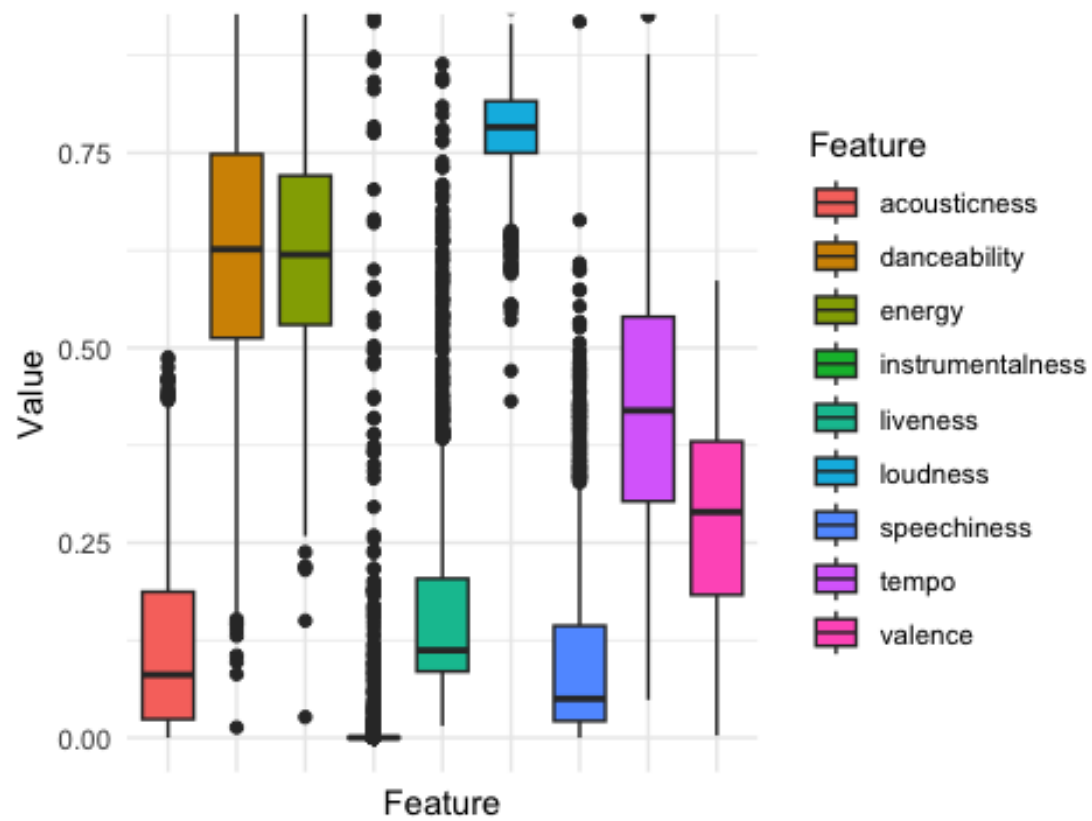 0.75
0.50
0.25
0.00
Value
Feature
Feature
acousticness
danceability
energy
instrumentalness
liveness
loudness
speechiness
tempo
valence